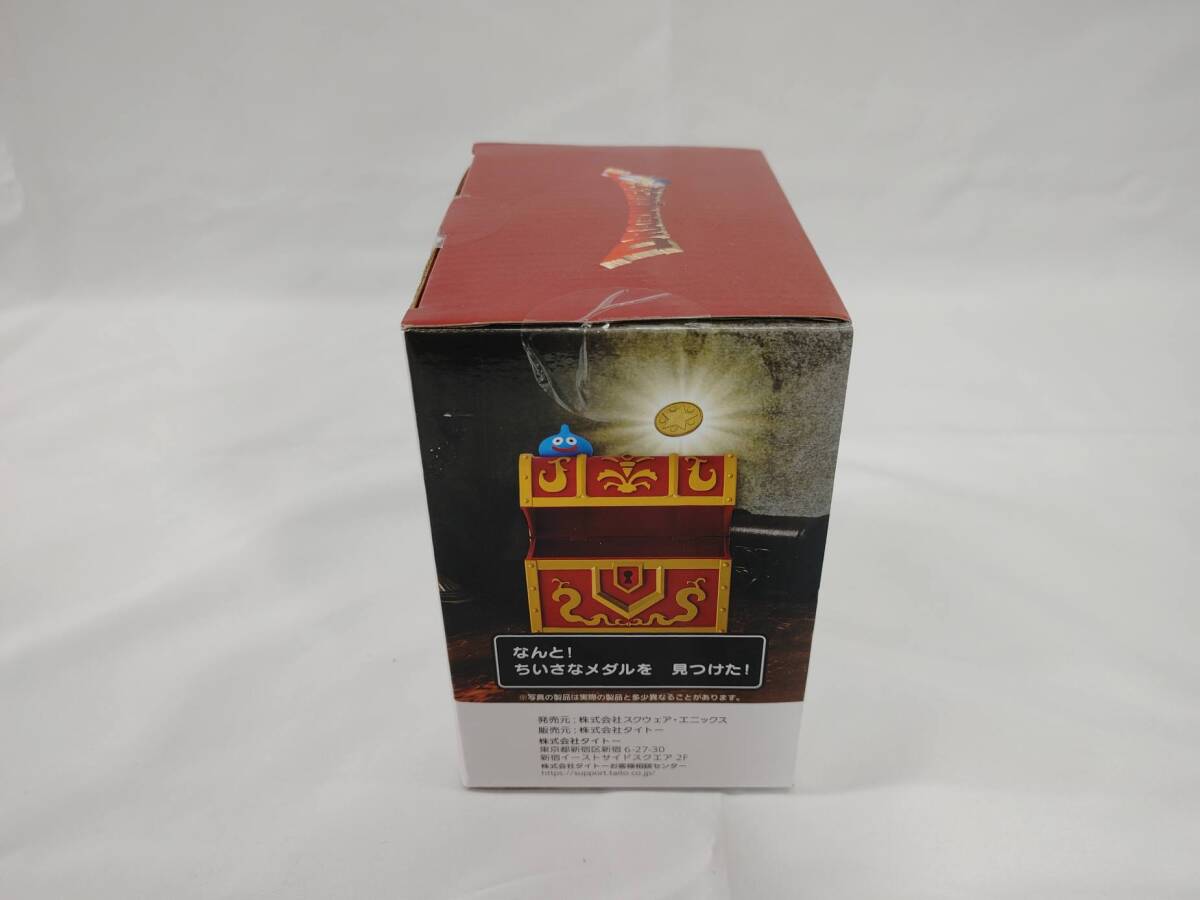 なんと!
ちいさなメダルを 見つけた!
※写真の製品は実際の製品と多少異なることがあります。
発売元 : 株式会社スクウェア・エニックス
販売元 : 株式会社タイトー
株式会社タイトー
東京都新宿区新宿 6-27-30
新宿イーストサイドスクエア 2F
株式会社タイトーお客様相談センター
https://support.taito.co.jp/